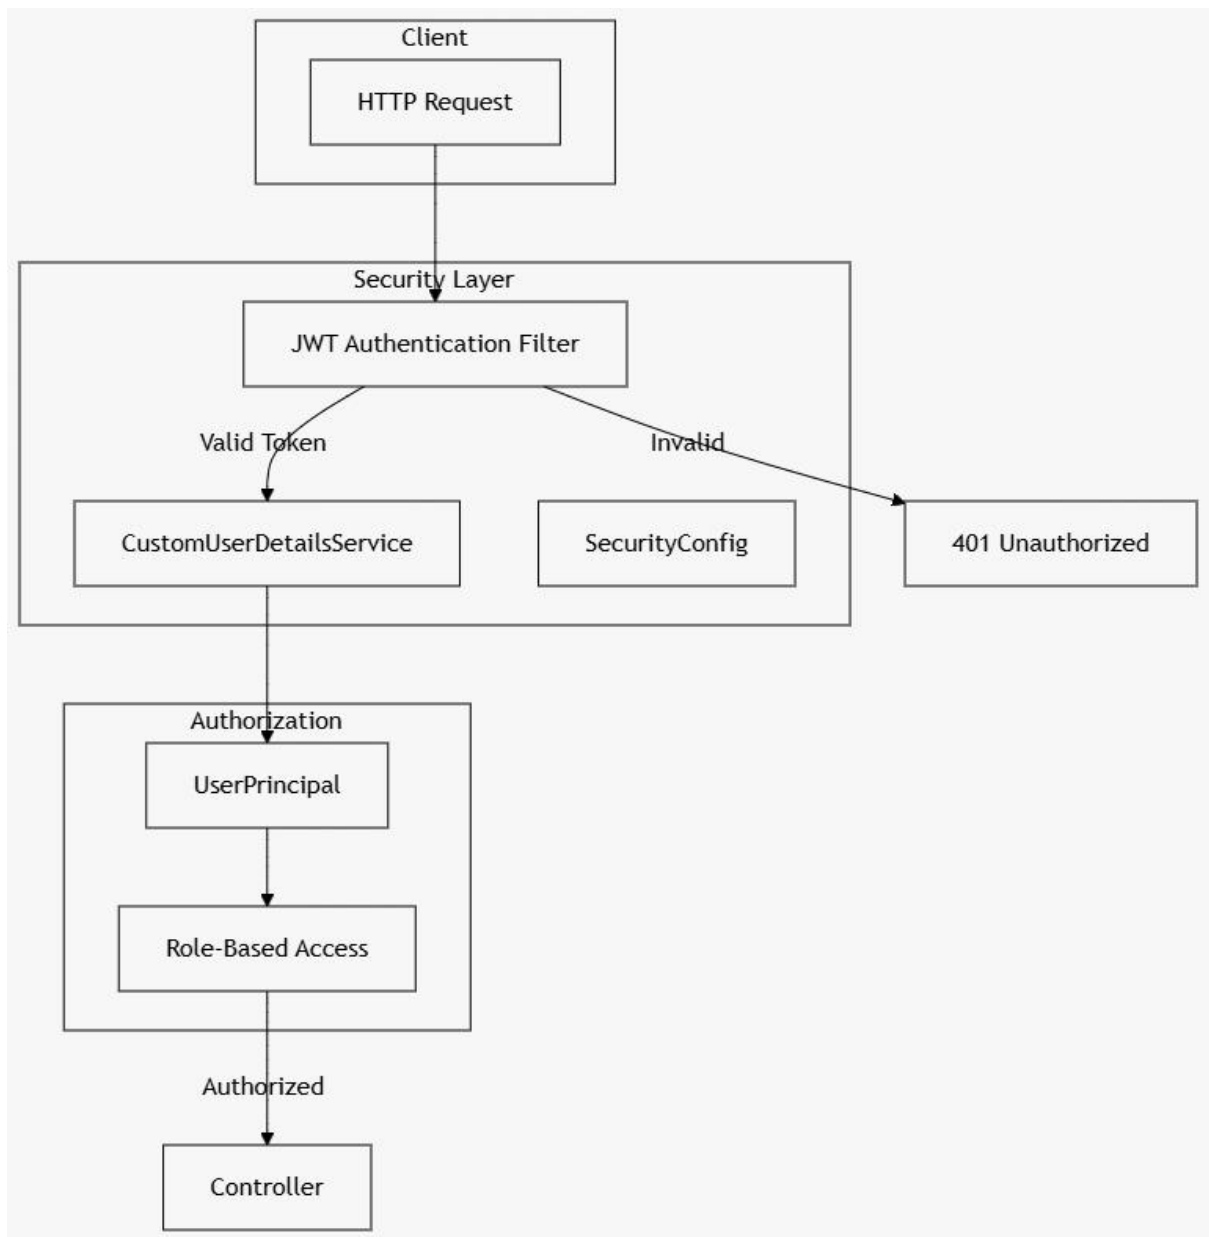 Client
HTTP Request
Security Layer
JWT Authentication Filter
Valid Token
Invalid
CustomUserDetailsService
SecurityConfig
401 Unauthorized
Authorization
UserPrincipal
Role-Based Access
Authorized
Controller